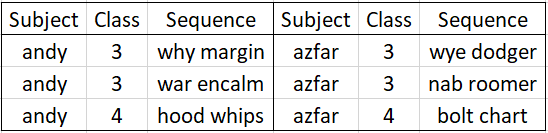 Subject Class Sequence Subject Class Sequence
andy 3 why margin azfar 3 wye dodger
andy 3 war encalm azfar 3 nab roomer
andy 4 hood whips azfar 4 bolt chart